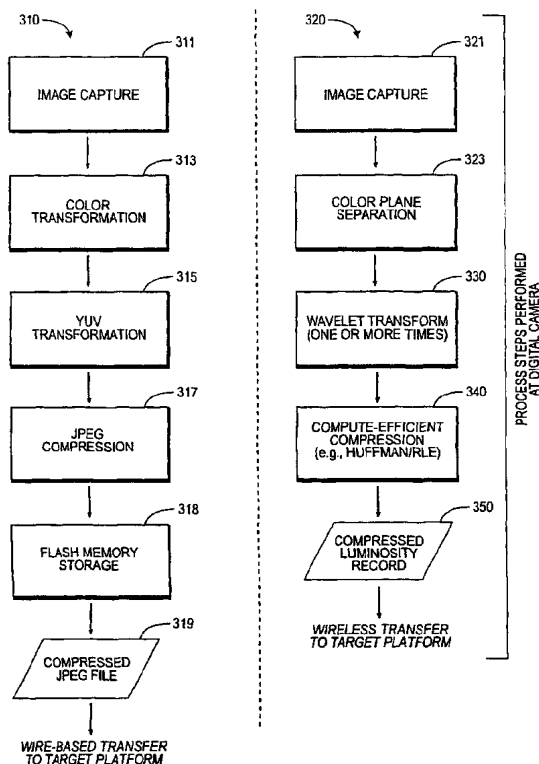 310
311
IMAGE CAPTURE
313
COLOR
TRANSFORMATION
315
YUV
TRANSFORMATION
317
JPEG
COMPRESSION
318
FLASH MEMORY
STORAGE
319
COMPRESSED
JPEG FILE
WIRE-BASED TRANSFER
TO TARGET PLATFORM
320
321
IMAGE CAPTURE
323
COLOR PLANE
SEPARATION
330
WAVELET TRANSFORM
(ONE OR MORE TIMES)
340
COMPUTE-EFFICIENT
COMPRESSION
(e.g., HUFFMAN/RLE)
350
COMPRESSED
LUMINOSITY
RECORD
WIRELESS TRANSFER
TO TARGET PLATFORM
PROCESS STEPS PERFORMED
AT DIGITAL CAMERA